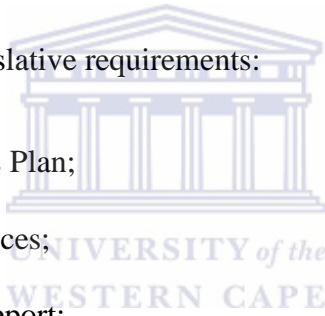 slative requirements:
Plan;
ces;
UNIVERSITY of the
WESTERN CAPE
port;